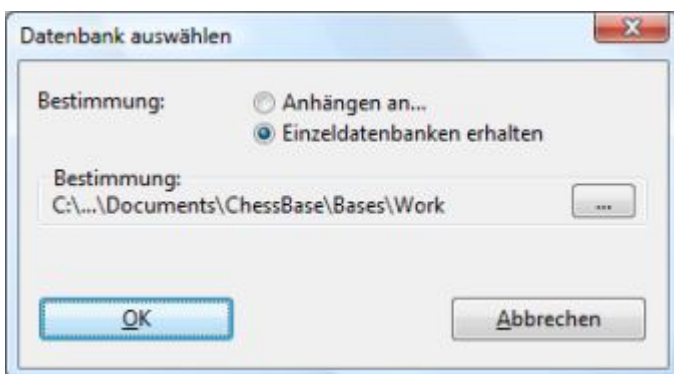 Datenbank auswählen
Bestimmung: Anhängen an...
Einzeldatenbanken erhalten
Bestimmung:
C:\...\Documents\ChessBase\Bases\Work ...
OK Abbrechen